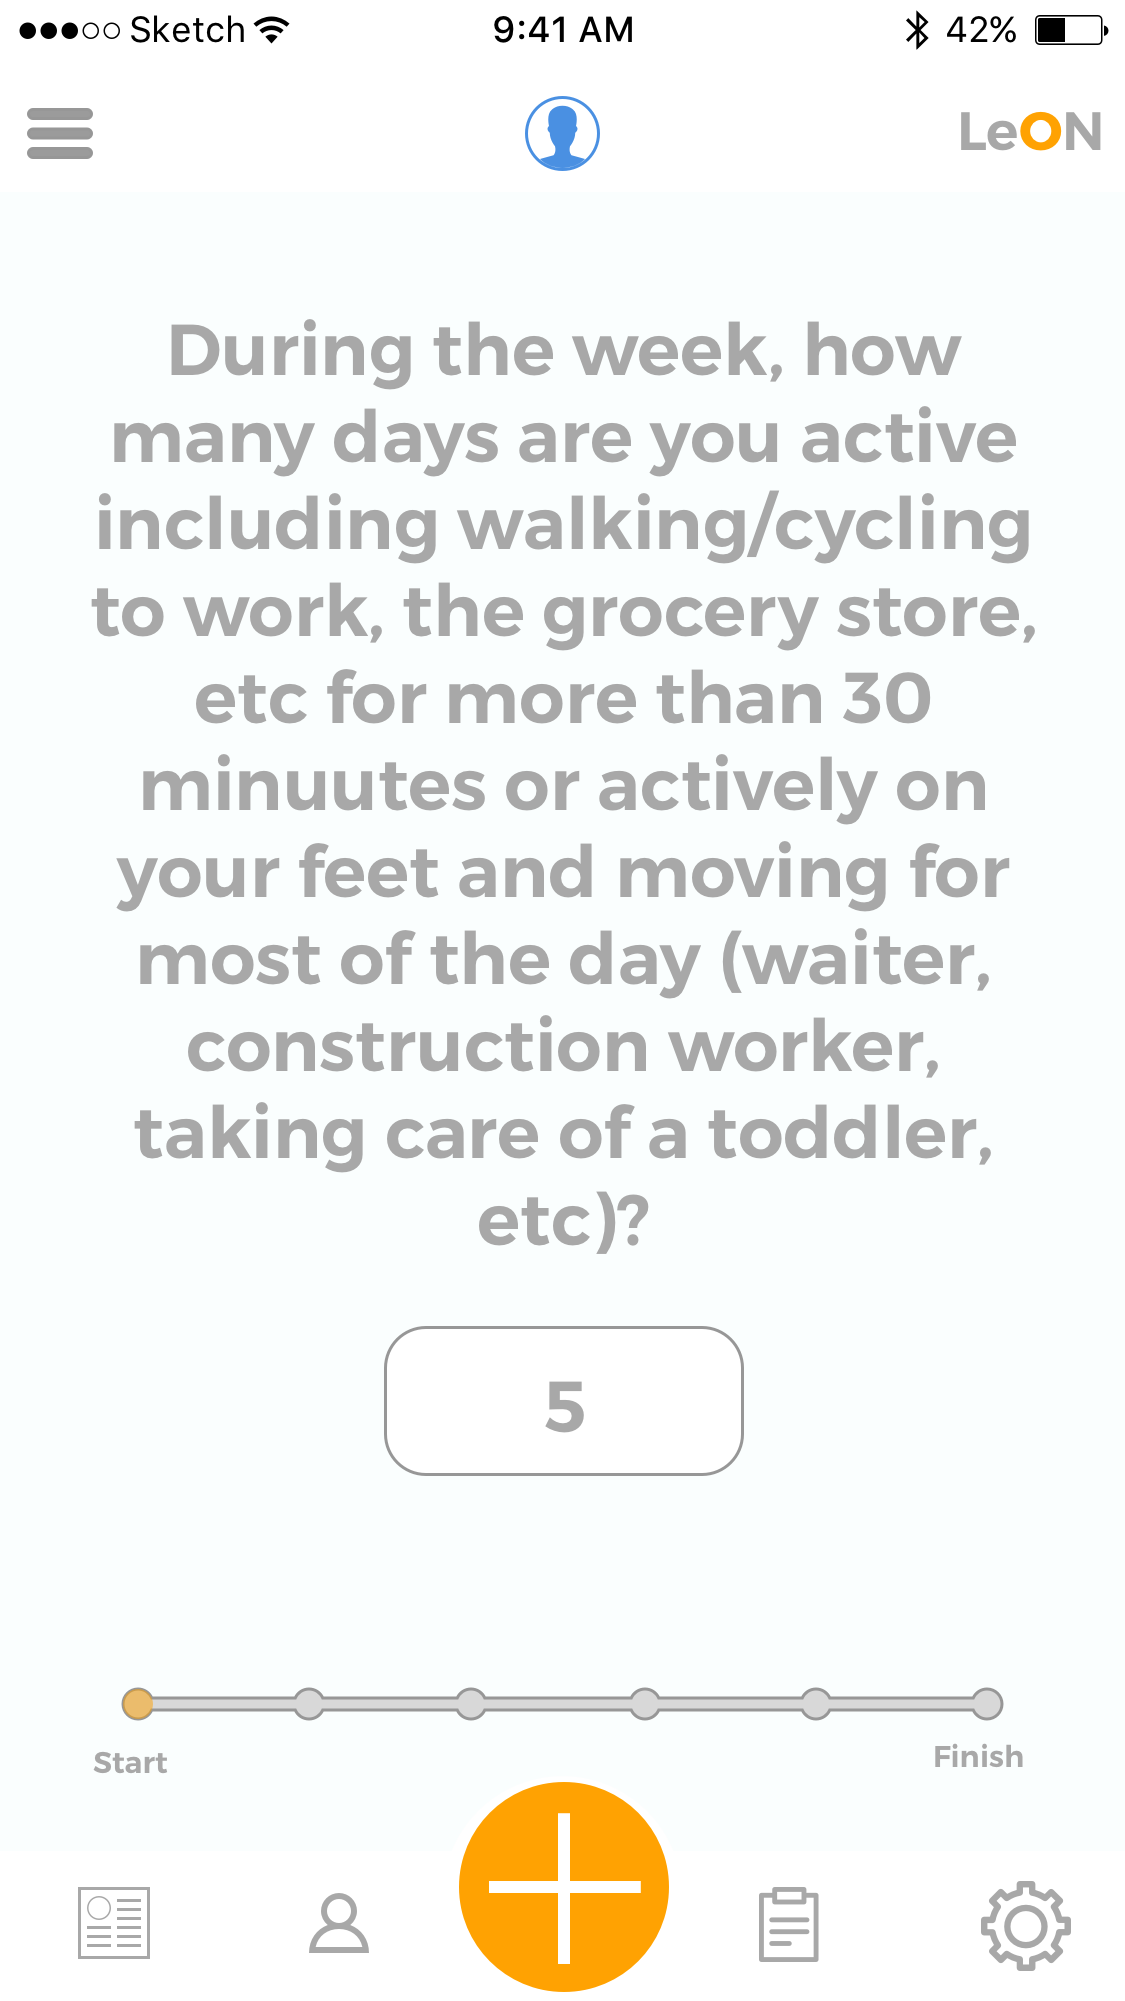 Sketch 9:41 AM 42%
LeON
During the week, how
many days are you active
including walking/cycling
to work, the grocery store,
etc for more than 30
minuutes or actively on
your feet and moving for
most of the day (waiter,
construction worker,
taking care of a toddler,
etc)?
5
Start Finish